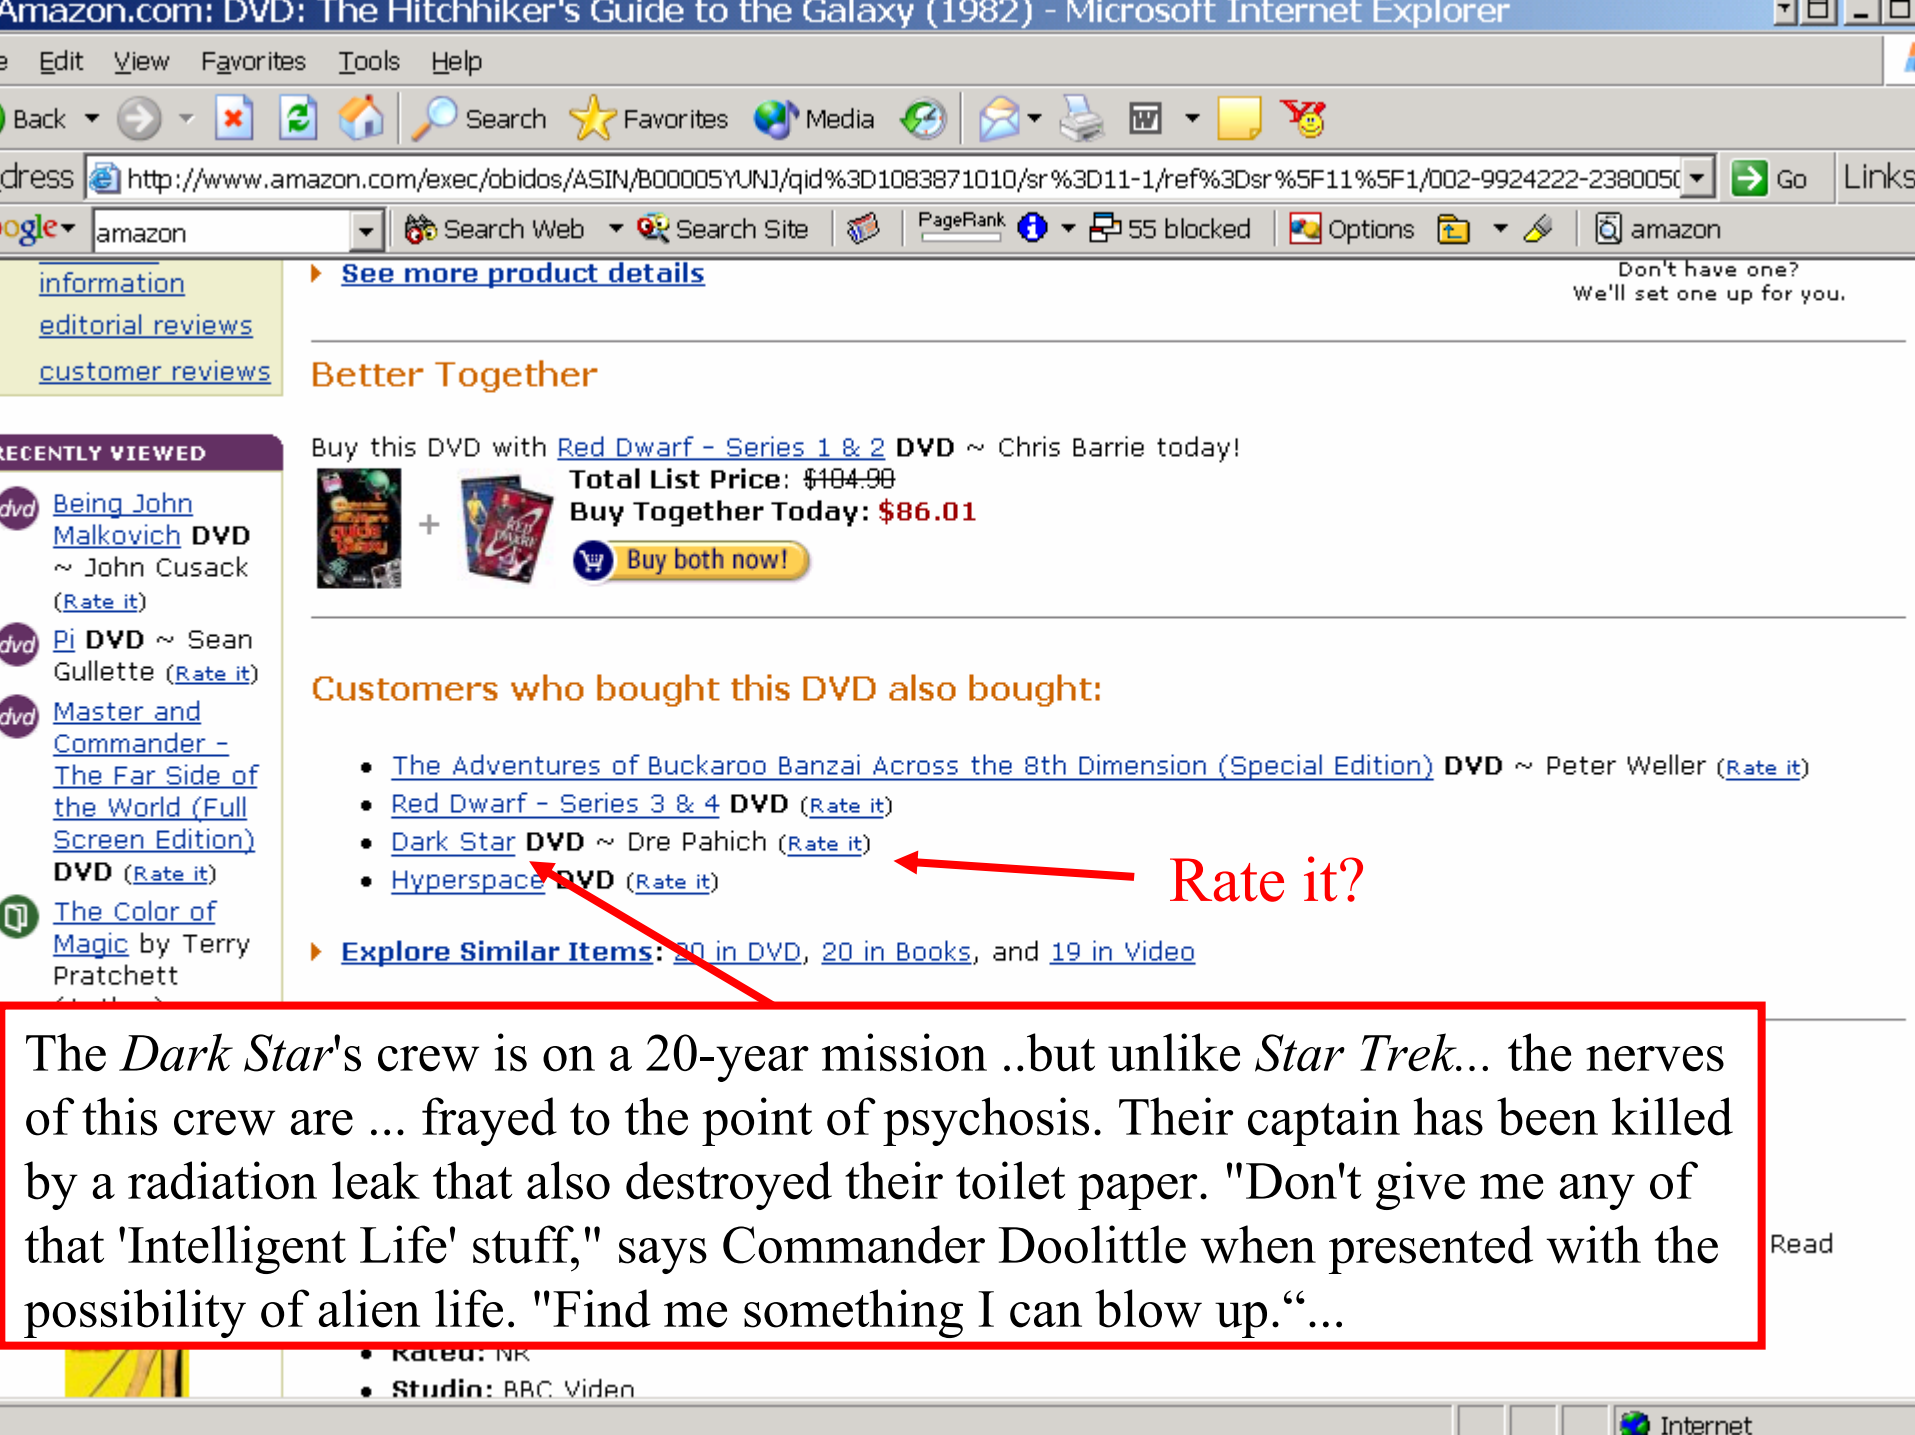 Amazon.com: DVD: The Hitchhiker's Guide to the Galaxy (1982) - Microsoft Internet Explorer
e Edit View Favorites Tools Help
Back Search Favorites Media
dress http://www.amazon.com/exec/obidos/ASIN/B00005YUNJ/qid%3D1083871010/sr%3D11-1/ref%3Dsr%5F11%5F1/002-9924222-2380050 Go Links
ogle amazon Search Web Search Site PageRank 55 blocked Options amazon
information
editorial reviews
customer reviews
See more product details
Don't have one?
We'll set one up for you.
Better Together
Buy this DVD with Red Dwarf - Series 1 & 2 DVD ~ Chris Barrie today!
Total List Price: $104.90
Buy Together Today: $86.01
Buy both now!
RECENTLY VIEWED
dvd Being John
Malkovich DVD
~ John Cusack
(Rate it)
dvd Pi DVD ~ Sean
Gullette (Rate it)
dvd Master and
Commander -
The Far Side of
the World (Full
Screen Edition)
DVD (Rate it)
The Color of
Magic by Terry
Pratchett
Customers who bought this DVD also bought:
• The Adventures of Buckaroo Banzai Across the 8th Dimension (Special Edition) DVD ~ Peter Weller (Rate it)
• Red Dwarf - Series 3 & 4 DVD (Rate it)
• Dark Star DVD ~ Dre Pahich (Rate it)
• Hyperspace DVD (Rate it)
Rate it?
Explore Similar Items: 20 in DVD, 20 in Books, and 19 in Video
The Dark Star's crew is on a 20-year mission ..but unlike Star Trek... the nerves
of this crew are ... frayed to the point of psychosis. Their captain has been killed
by a radiation leak that also destroyed their toilet paper. "Don't give me any of
that 'Intelligent Life' stuff," says Commander Doolittle when presented with the
possibility of alien life. "Find me something I can blow up.“...
Read
• Rated: NR
• Studio: BBC Video
Internet